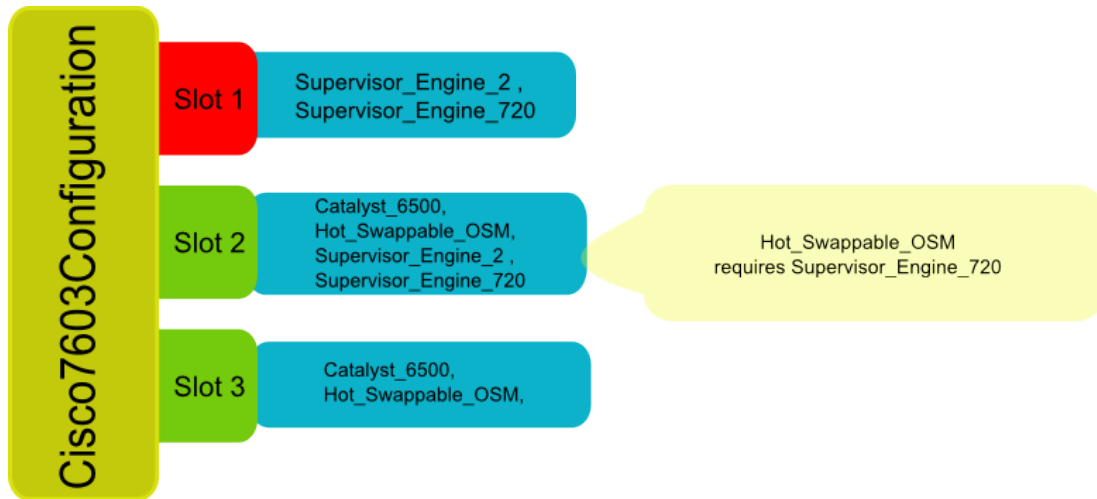 Cisco7603Configuration
Slot 1
Supervisor_Engine_2 ,
Supervisor_Engine_720
Slot 2
Catalyst_6500,
Hot_Swappable_OSM,
Supervisor_Engine_2 ,
Supervisor_Engine_720
Hot_Swappable_OSM
requires Supervisor_Engine_720
Slot 3
Catalyst_6500,
Hot_Swappable_OSM,